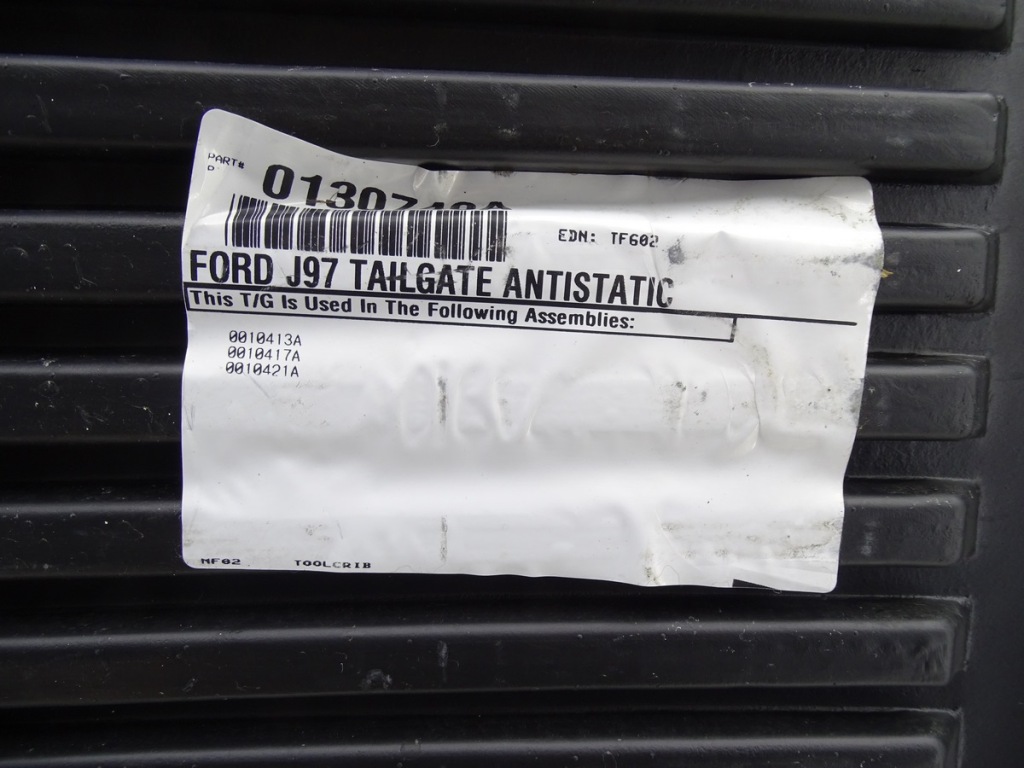 PART#
P
0130740A
EDN: TF602
FORD J97 TAILGATE ANTISTATIC
This T/G Is Used In The Following Assemblies:
0010413A
0010417A
0010421A
MF02 TOOLCRIB